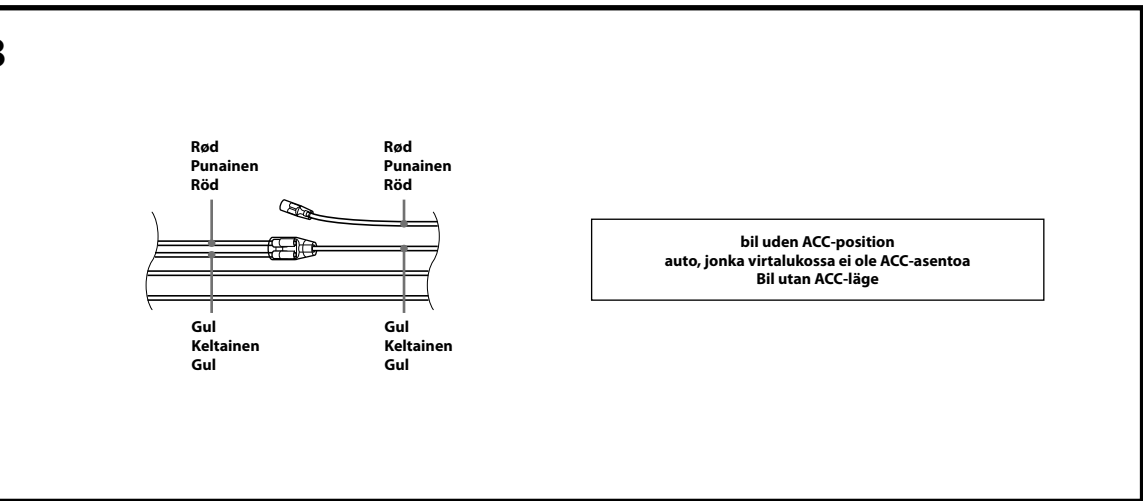 3
Rød
Punainen
Röd
Rød
Punainen
Röd
Gul
Keltainen
Gul
Gul
Keltainen
Gul
bil uden ACC-position
auto, jonka virtalukossa ei ole ACC-asentoa
Bil utan ACC-läge